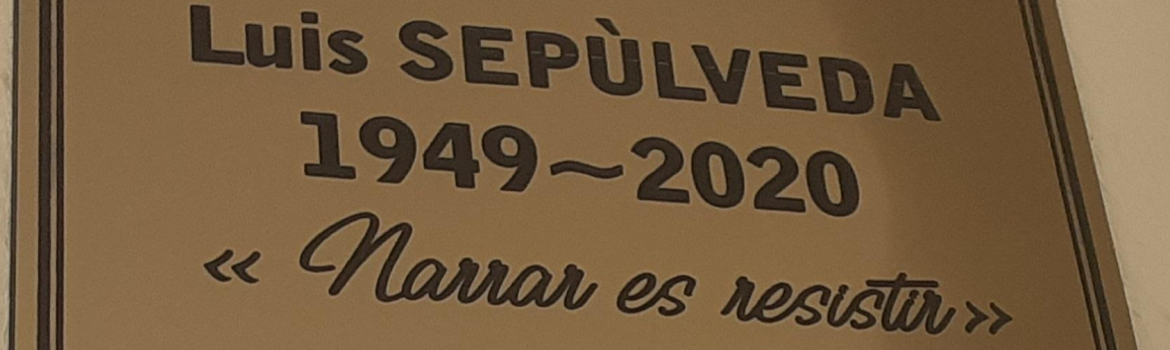 Luis SEPÙLVEDA
1949~2020
« Narrar es resistir »